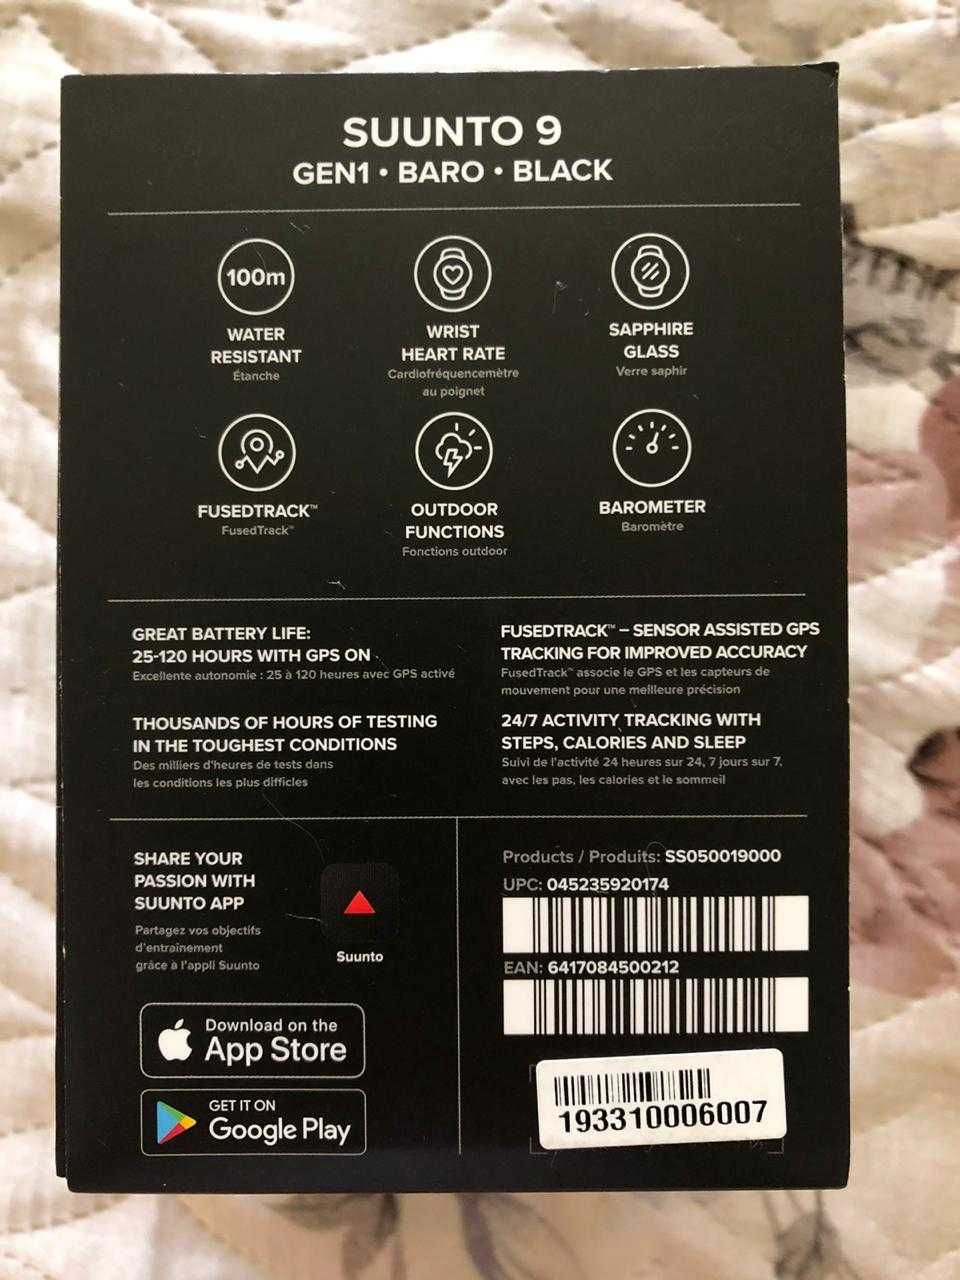 SUUNTO 9
GEN1 • BARO • BLACK
100m
WATER
RESISTANT
Étanche
WRIST
HEART RATE
Cardiofréquencemètre
au poignet
SAPPHIRE
GLASS
Verre saphir
FUSEDTRACK™
FusedTrack™
OUTDOOR
FUNCTIONS
Fonctions outdoor
BAROMETER
Baromètre
GREAT BATTERY LIFE:
25-120 HOURS WITH GPS ON
Excellente autonomie : 25 à 120 heures avec GPS activé
THOUSANDS OF HOURS OF TESTING
IN THE TOUGHEST CONDITIONS
Des milliers d'heures de tests dans
les conditions les plus difficles
FUSEDTRACK™ – SENSOR ASSISTED GPS
TRACKING FOR IMPROVED ACCURACY
FusedTrack™ associe le GPS et les capteurs de
mouvement pour une meilleure précision
24/7 ACTIVITY TRACKING WITH
STEPS, CALORIES AND SLEEP
Suivi de l'activité 24 heures sur 24, 7 jours sur 7,
avec les pas, les calories et le sommeil
SHARE YOUR
PASSION WITH
SUUNTO APP
Partagez vos objectifs
d'entraînement
grâce à l'appli Suunto
Suunto
Download on the
App Store
GET IT ON
Google Play
Products / Produits: SS050019000
UPC: 045235920174
EAN: 6417084500212
193310006007